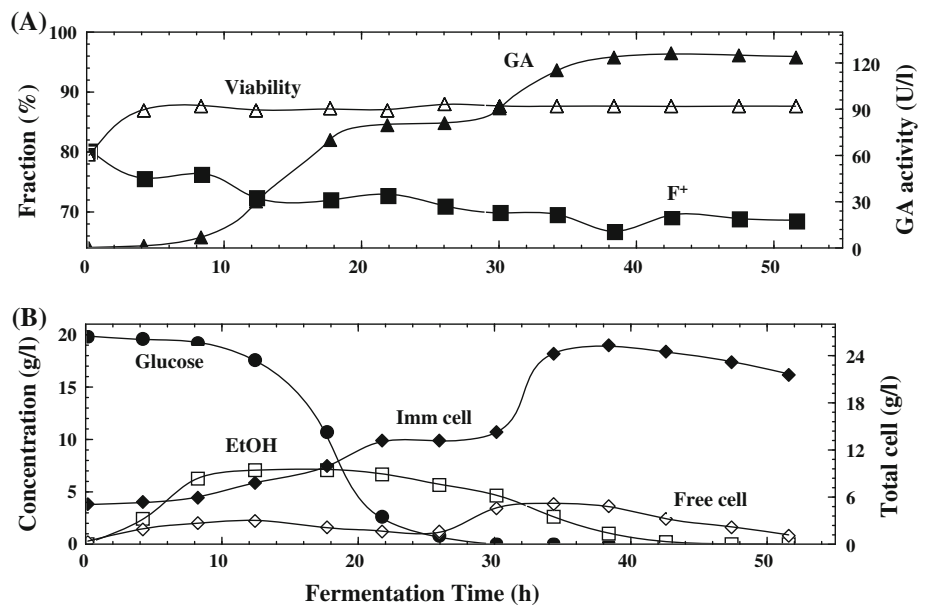 (A)
100
90
80
70
Fraction (%)
Viability
GA
F+
120
90
60
30
0
GA activity (U/l)
0 10 20 30 40 50
(B)
20
15
10
5
0
Concentration (g/l)
Glucose
EtOH
Imm cell
Free cell
24
18
12
6
0
Total cell (g/l)
0 10 20 30 40 50
Fermentation Time (h)